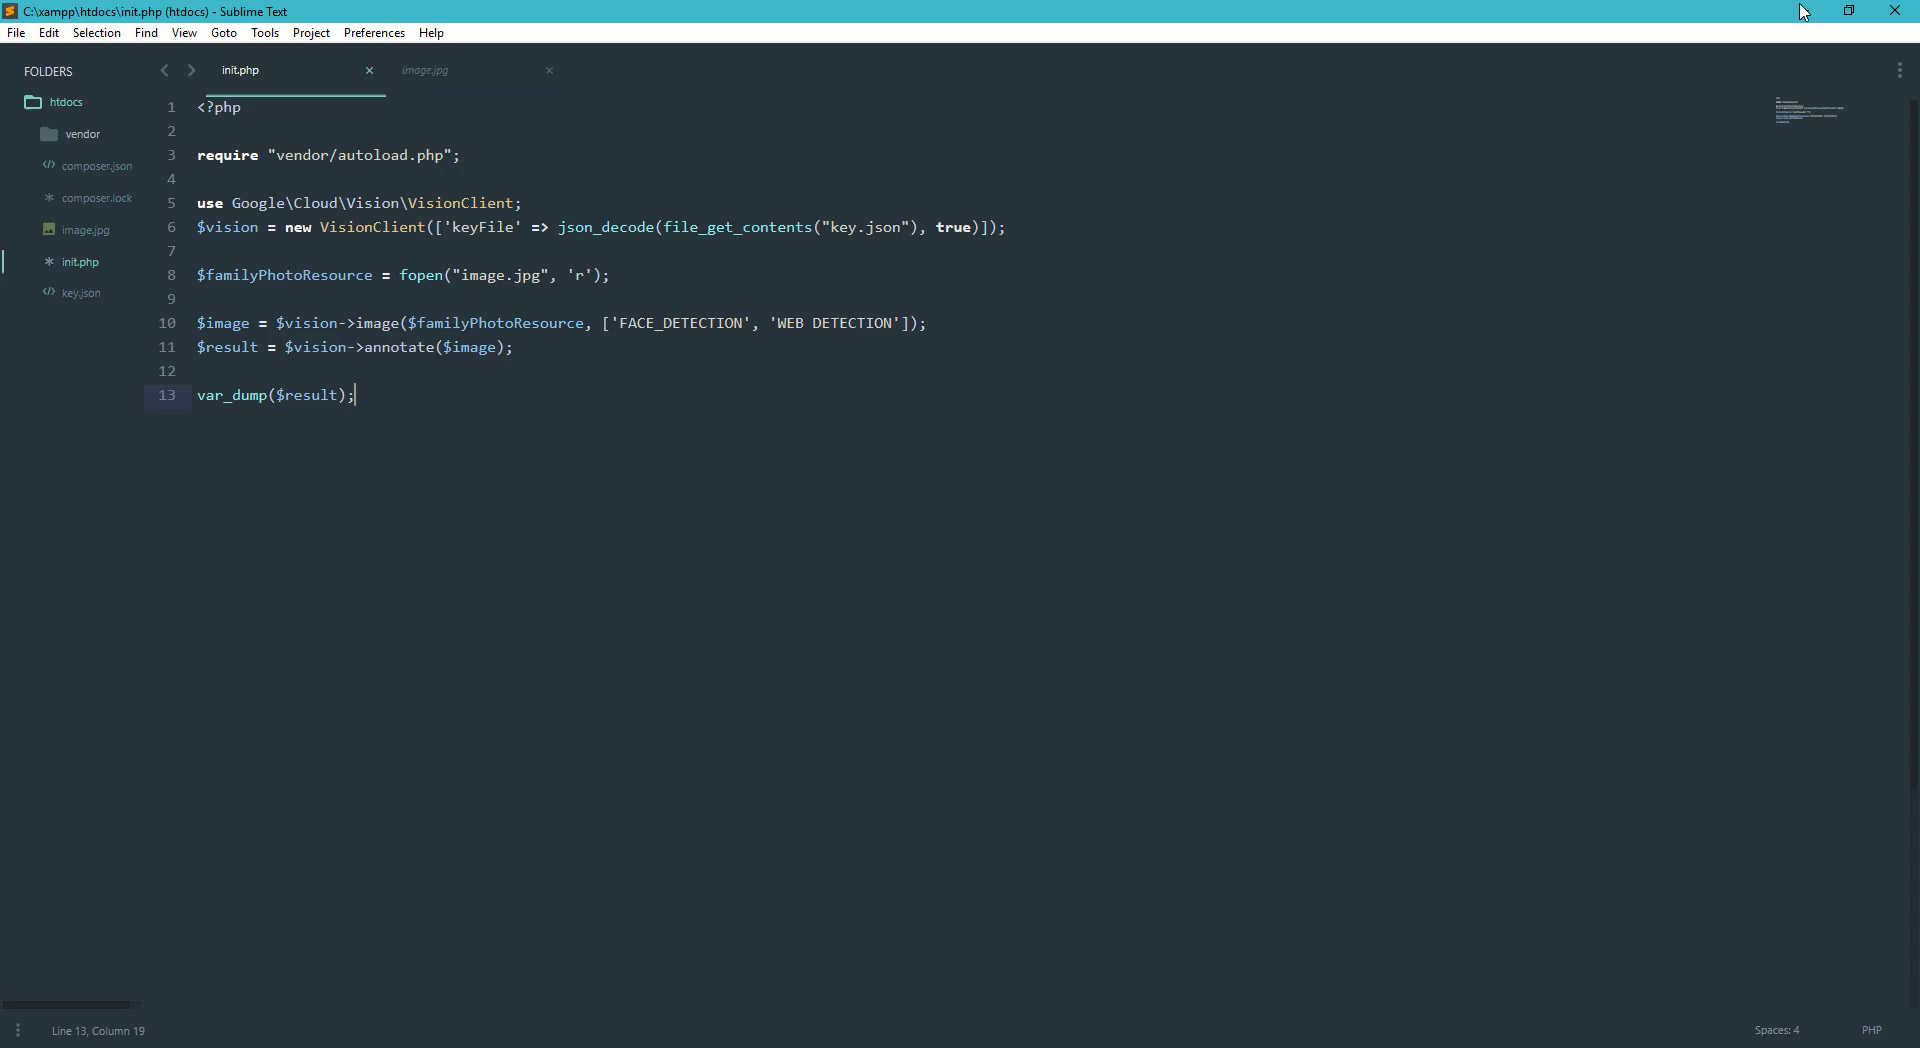 C:\xampp\htdocs\init.php (htdocs) - Sublime Text
File Edit Selection Find View Goto Tools Project Preferences Help
FOLDERS
htdocs
vendor
composer.json
composer.lock
image.jpg
init.php
key.json
init.php image.jpg
1 <?php
2
3 require "vendor/autoload.php";
4
5 use Google\Cloud\Vision\VisionClient;
6 $vision = new VisionClient(['keyFile' => json_decode(file_get_contents("key.json"), true)]);
7
8 $familyPhotoResource = fopen("image.jpg", 'r');
9
10 $image = $vision->image($familyPhotoResource, ['FACE_DETECTION', 'WEB DETECTION']);
11 $result = $vision->annotate($image);
12
13 var_dump($result);
Line 13, Column 19
Spaces: 4
PHP